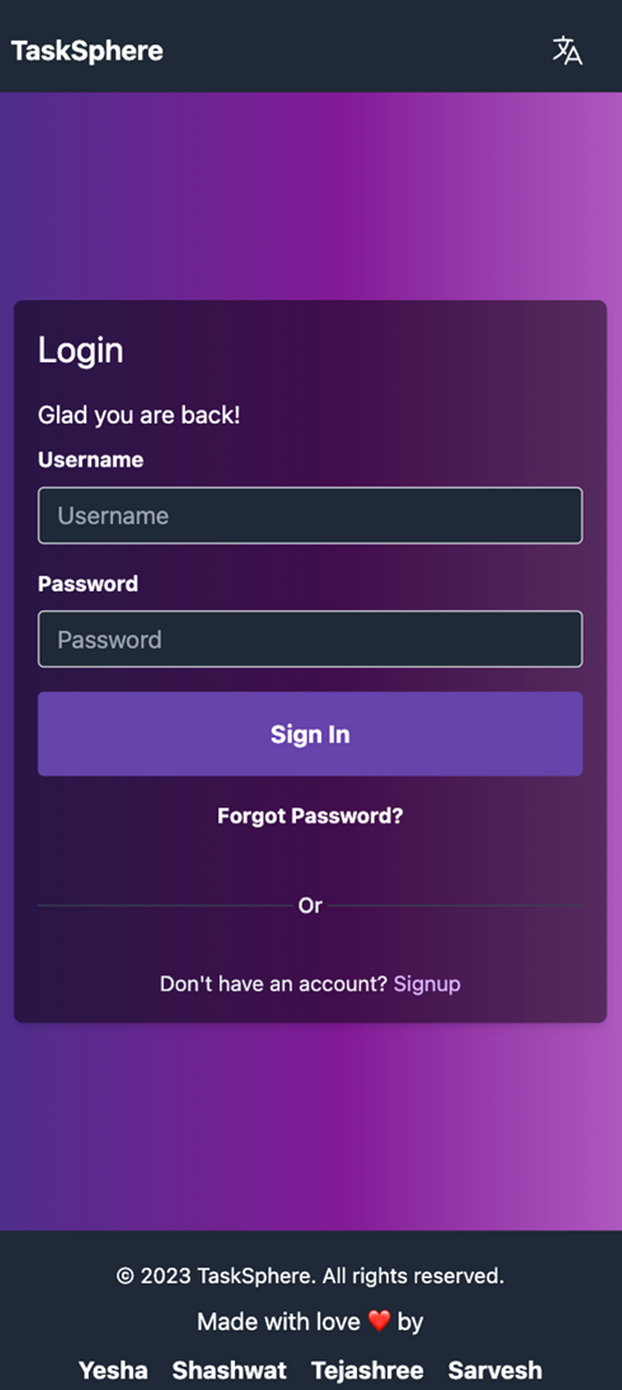 TaskSphere
Login
Glad you are back!
Username
Username
Password
Password
Sign In
Forgot Password?
Or
Don't have an account? Signup
© 2023 TaskSphere. All rights reserved.
Made with love ❤️ by
Yesha Shashwat Tejashree Sarvesh